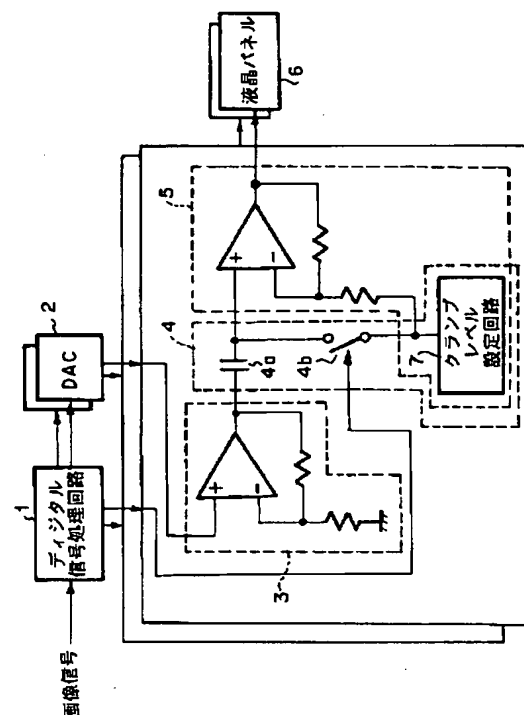 画像信号
1
ディジタル
信号処理回路
2
DAC
3
4
4a
4b
5
6
液晶パネル
7
クランプ
レベル
設定回路
+
-
+
-